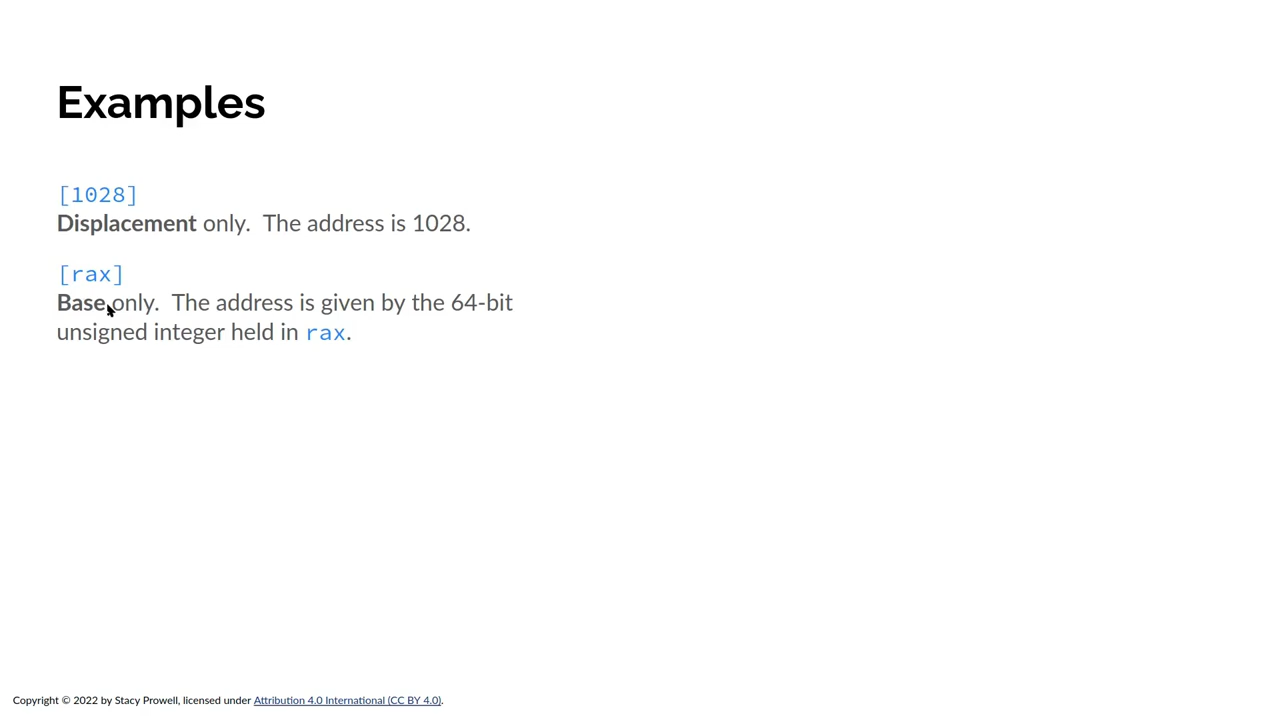 Examples
[1028]
Displacement only.  The address is 1028.
[rax]
Base only.  The address is given by the 64-bit
unsigned integer held in rax.
Copyright © 2022 by Stacy Prowell, licensed under Attribution 4.0 International (CC BY 4.0).